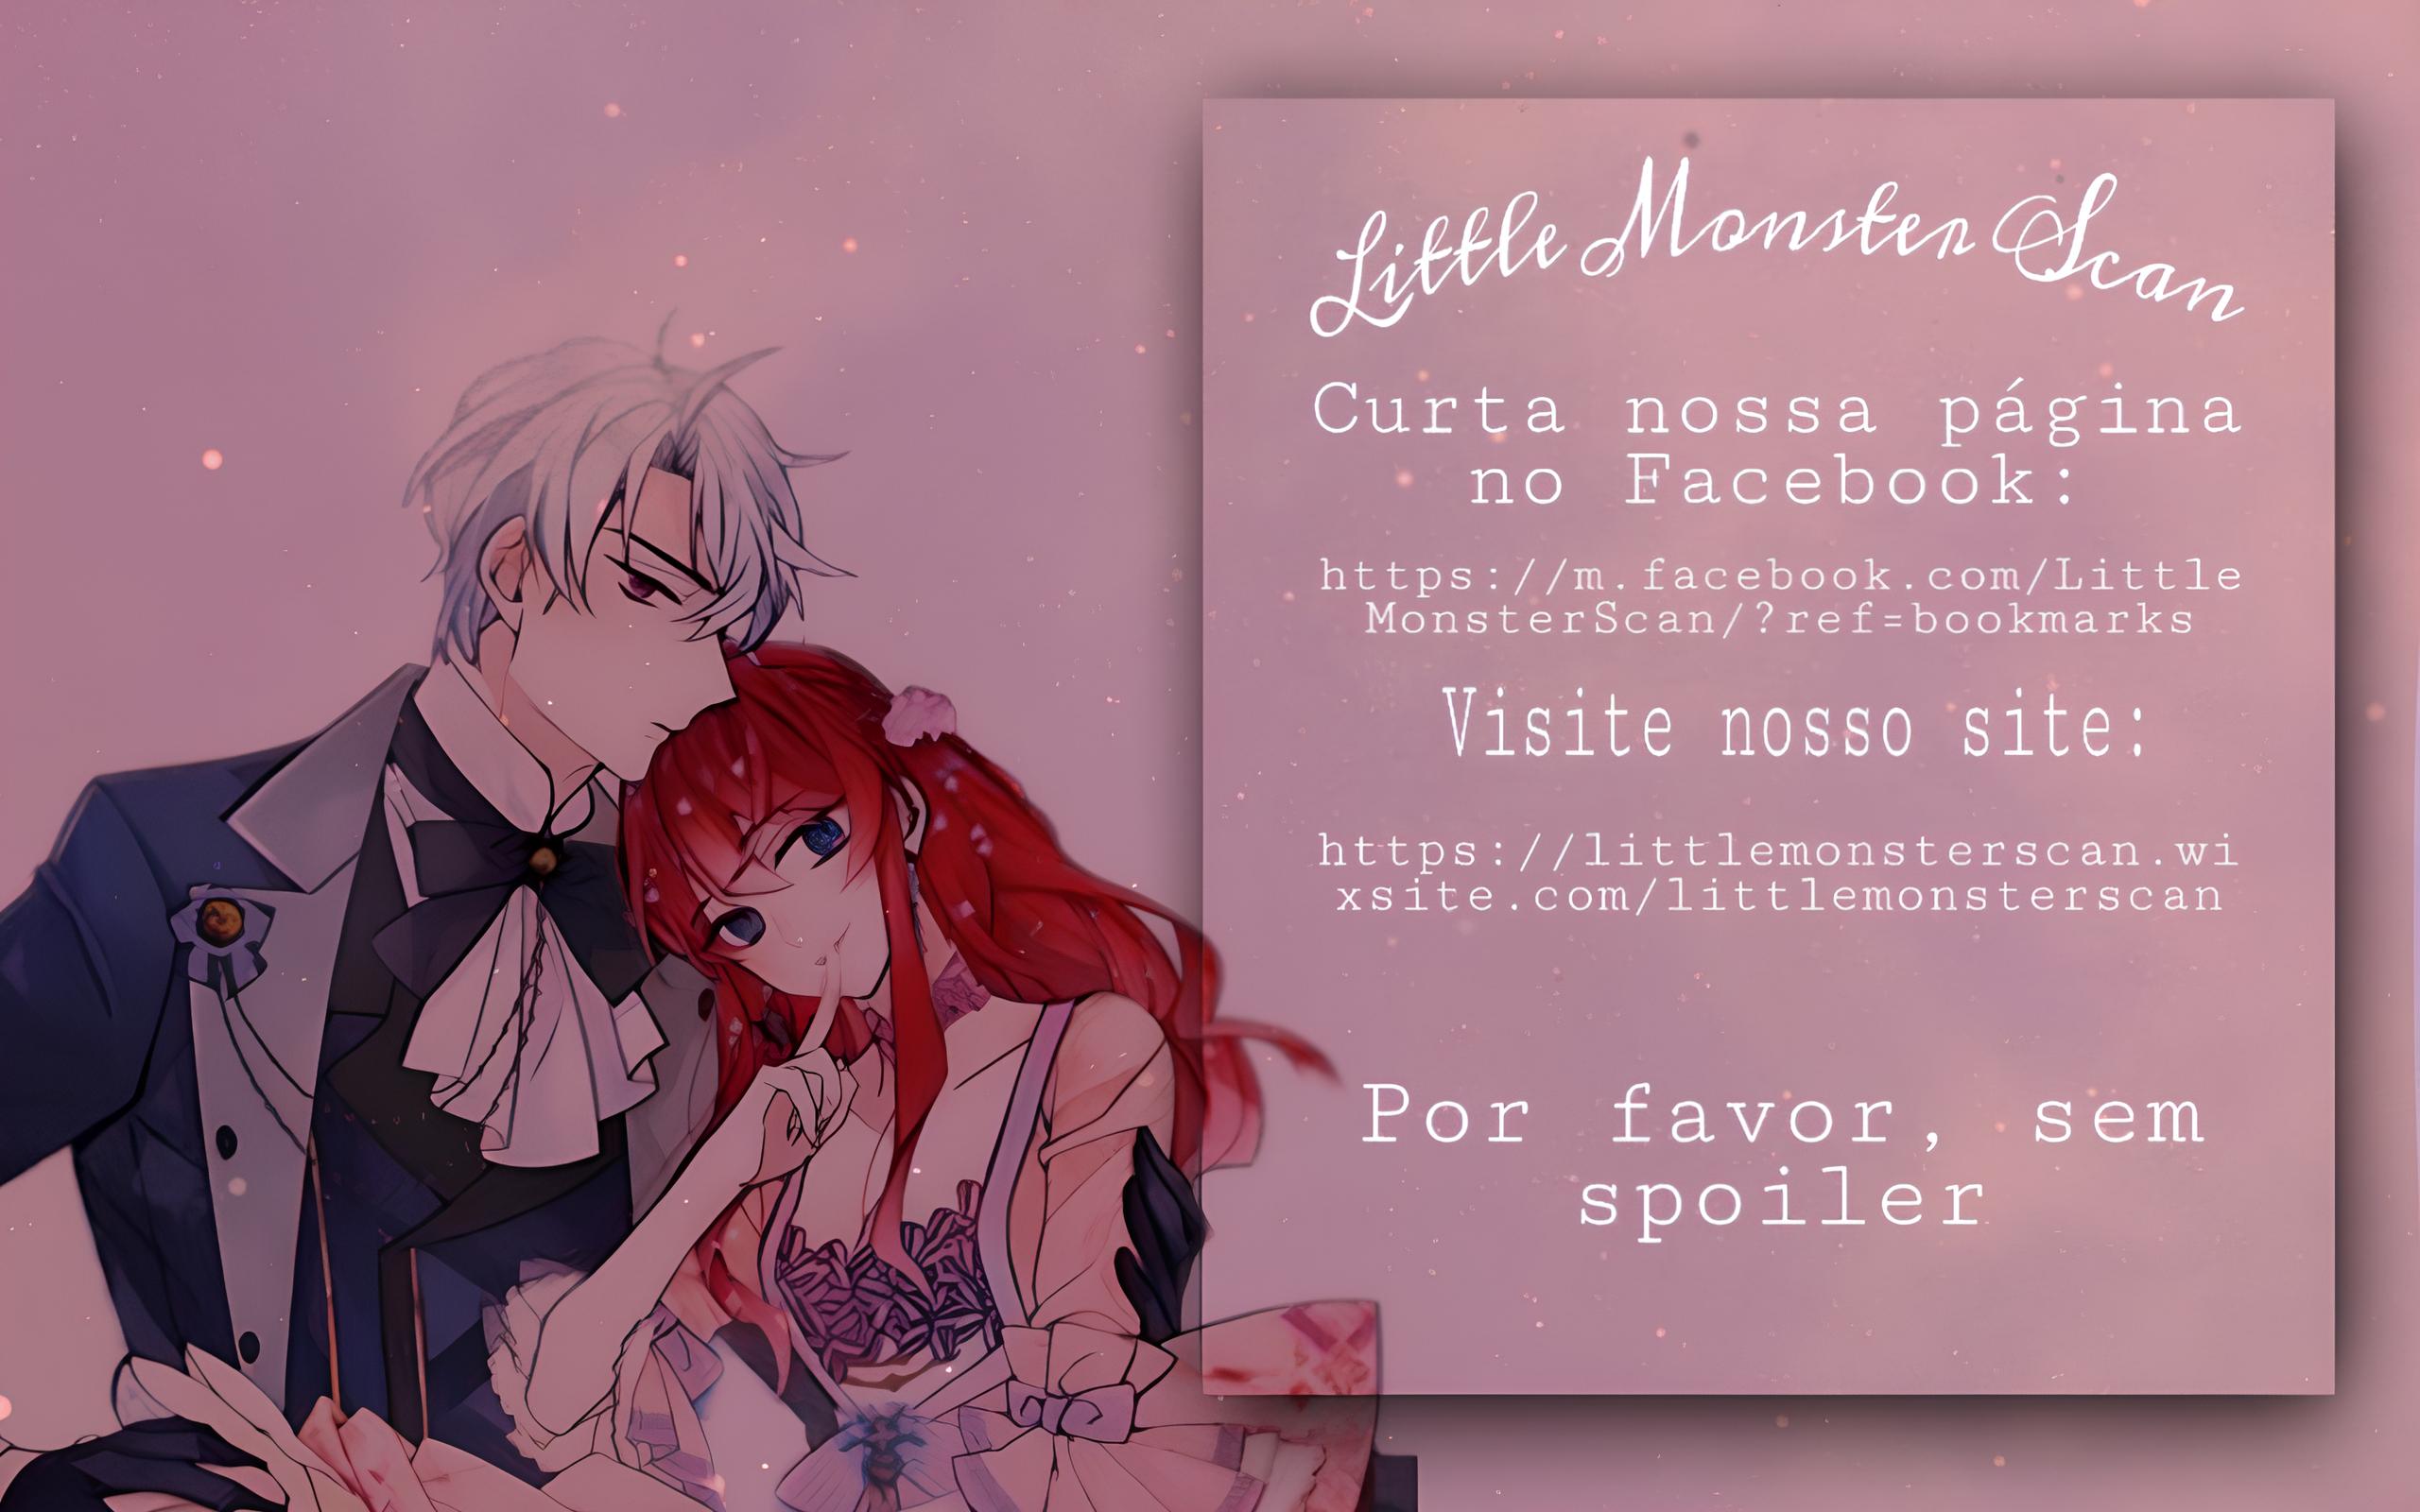 Little Monster Scan
Curta nossa página
no Facebook:
https://m.facebook.com/Little
MonsterScan/?ref=bookmarks
Visite nosso site:
https://littlemonsterscan.wi
xsite.com/littlemonsterscan
Por favor, sem
spoiler